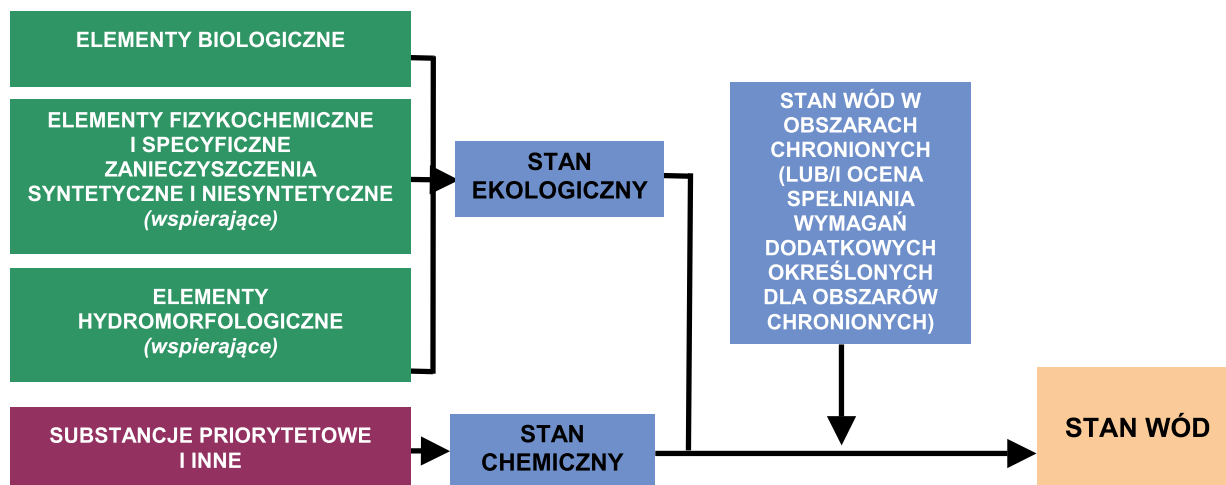 ELEMENTY BIOLOGICZNE
ELEMENTY FIZYKOCHEMICZNE
I SPECYFICZNE
ZANIECZYSZCZENIA
SYNTETYCZNE I NIESYNTETYCZNE
(wspierające)
ELEMENTY
HYDROMORFOLOGICZNE
(wspierające)
SUBSTANCJE PRIORYTETOWE
I INNE
STAN
EKOLOGICZNY
STAN
CHEMICZNY
STAN WÓD W
OBSZARACH
CHRONIONYCH
(LUB/I OCENA
SPEŁNIANIA
WYMAGAŃ
DODATKOWYCH
OKREŚLONYCH
DLA OBSZARÓW
CHRONIONYCH)
STAN WÓD